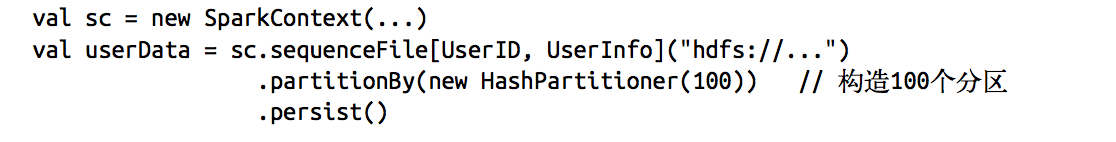 val sc = new SparkContext(...)
val userData = sc.sequenceFile[UserID, UserInfo]("hdfs://...")
.partitionBy(new HashPartitioner(100)) // 构造100个分区
.persist()